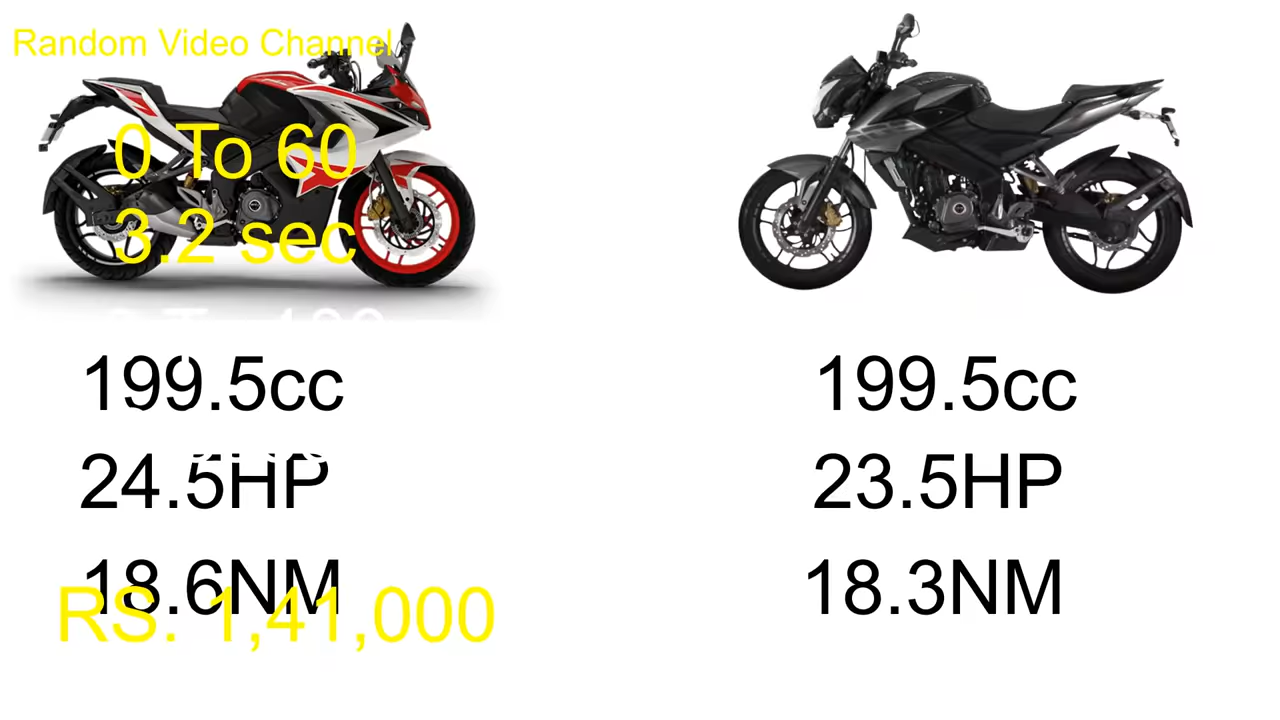 Random Video Channel
0 To 60
3.2 sec
199.5cc
24.5HP
18.6NM
RS. 1,41,000
199.5cc
23.5HP
18.3NM